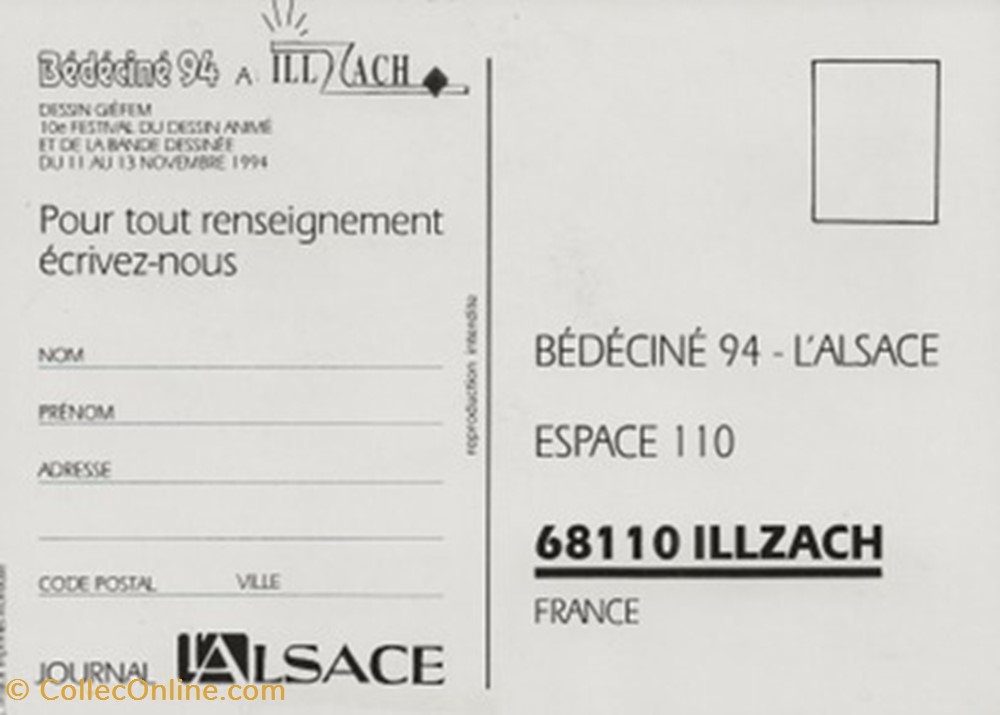 Bédéciné 94 A ILLZACH
DESSIN GIÉFEM
10e FESTIVAL DU DESSIN ANIMÉ
ET DE LA BANDE DESSINÉE
DU 11 AU 13 NOVEMBRE 1994
Pour tout renseignement
écrivez-nous
NOM
PRÉNOM
ADRESSE
CODE POSTAL VILLE
JOURNAL L'ALSACE
reproduction interdite
BÉDÉCINÉ 94 - L'ALSACE
ESPACE 110
68110 ILLZACH
FRANCE
© CollecOnline.com